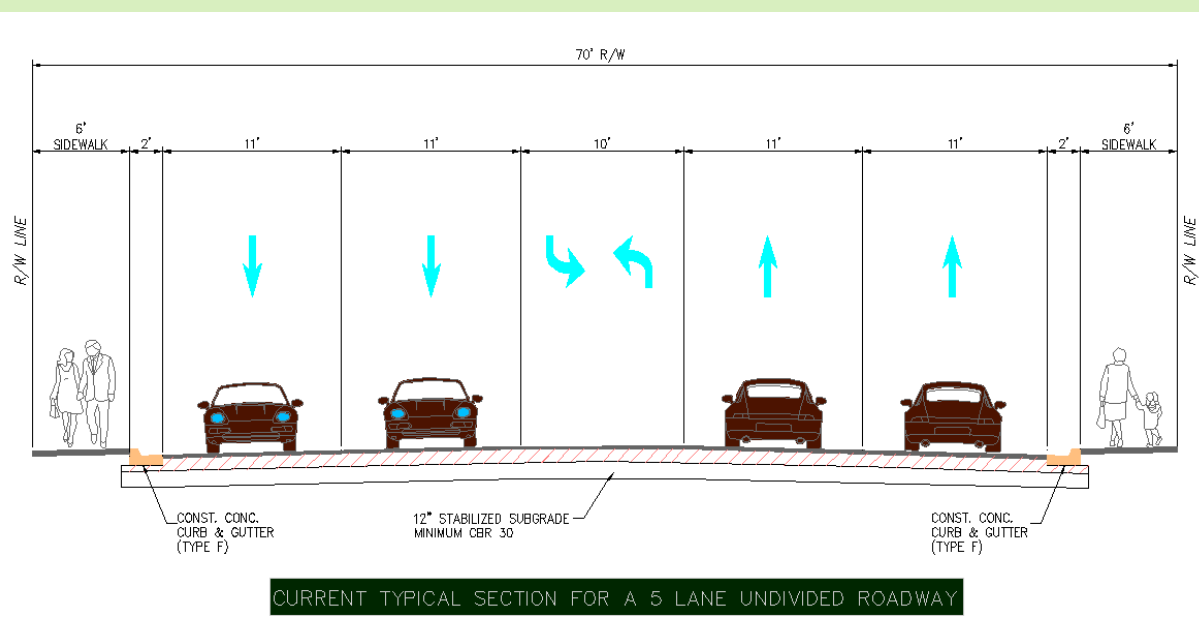 70' R/W
6'
SIDEWALK
2'
11'
11'
10'
11'
11'
2'
6'
SIDEWALK
R/W LINE
R/W LINE
CONST. CONC.
CURB & GUTTER
(TYPE F)
12" STABILIZED SUBGRADE
MINIMUM CBR 30
CONST. CONC.
CURB & GUTTER
(TYPE F)
CURRENT TYPICAL SECTION FOR A 5 LANE UNDIVIDED ROADWAY